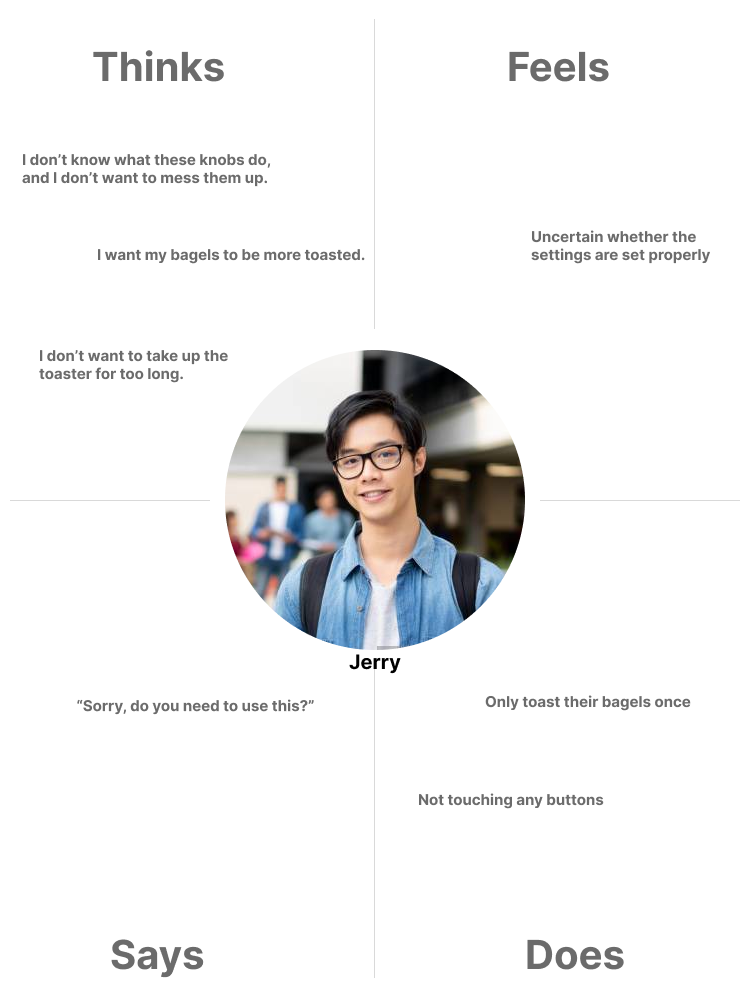 Thinks
Feels
I don’t know what these knobs do,
and I don’t want to mess them up.
Uncertain whether the
settings are set properly
I want my bagels to be more toasted.
I don’t want to take up the
toaster for too long.
Jerry
“Sorry, do you need to use this?”
Only toast their bagels once
Not touching any buttons
Says
Does